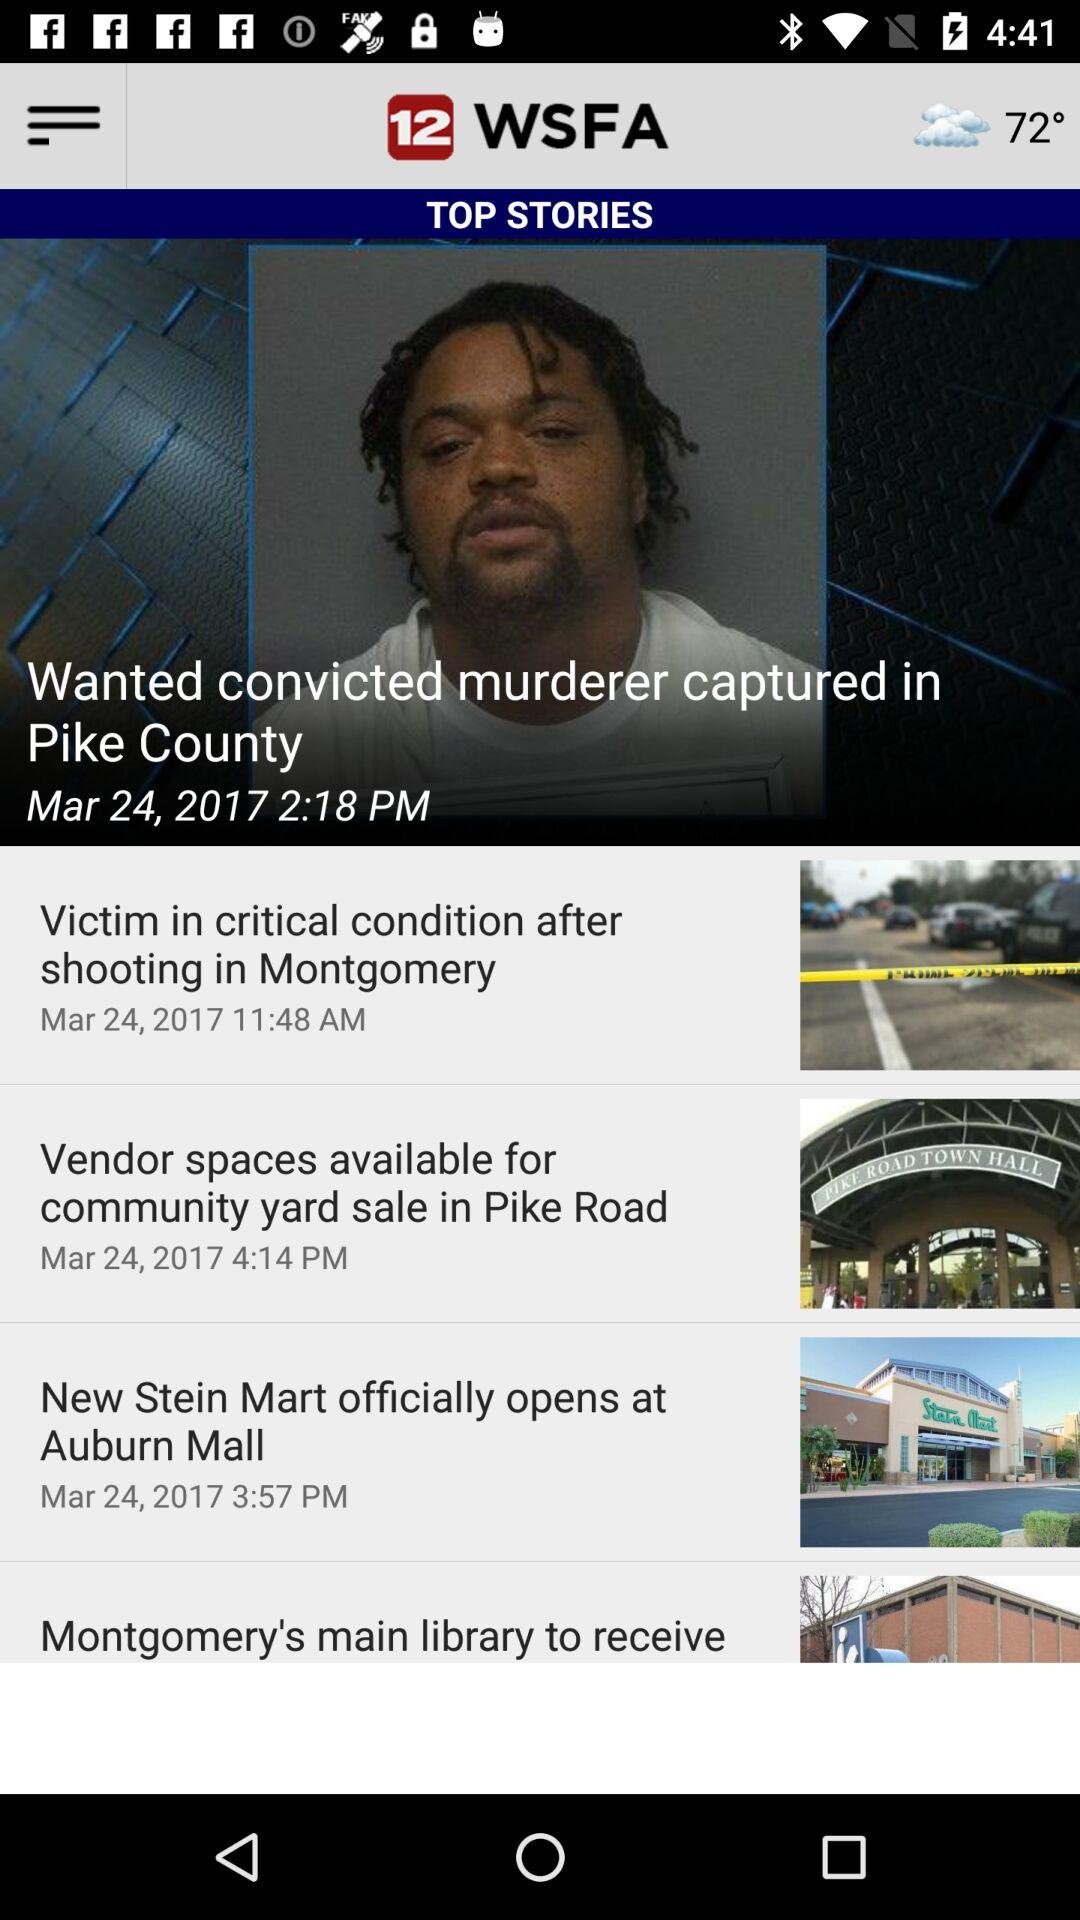 FAKE
4:41
12 WSFA
72°
TOP STORIES
Wanted convicted murderer captured in
Pike County
Mar 24, 2017 2:18 PM
Victim in critical condition after
shooting in Montgomery
Mar 24, 2017 11:48 AM
Vendor spaces available for
community yard sale in Pike Road
Mar 24, 2017 4:14 PM
PIKE ROAD TOWN HALL
New Stein Mart officially opens at
Auburn Mall
Mar 24, 2017 3:57 PM
Stein Mart
Montgomery's main library to receive